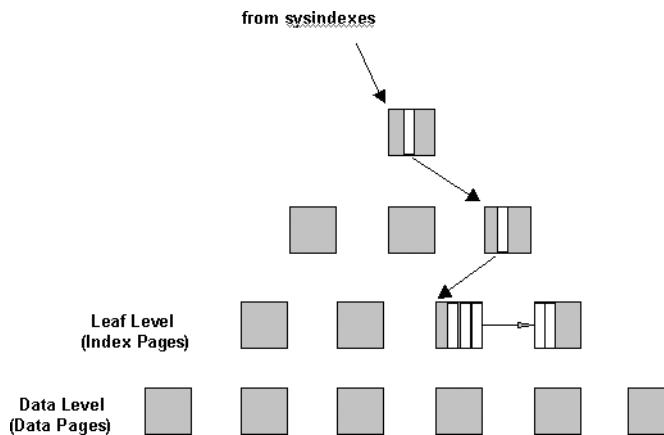 from sysindexes
Leaf Level
(Index Pages)
Data Level
(Data Pages)